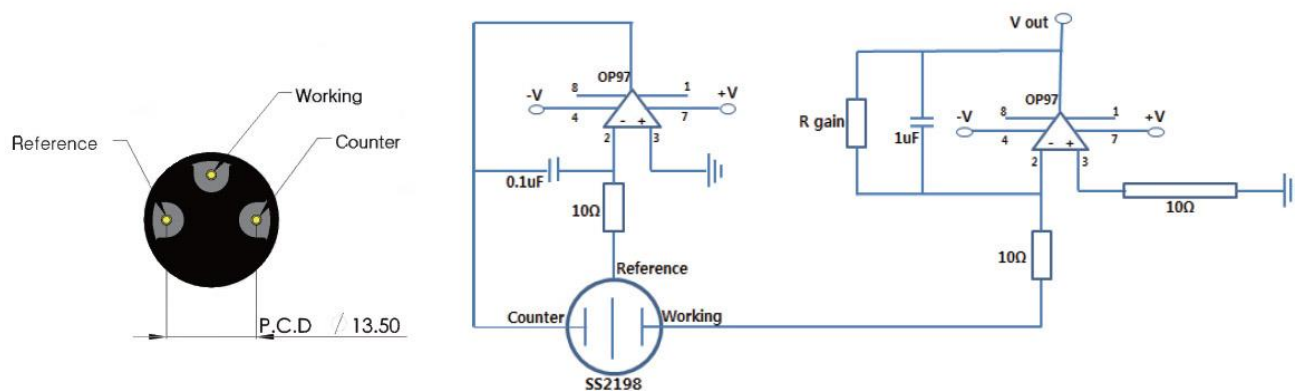 Working
Reference
Counter
P.C.D ∅ 13.50
OP97
8
1
-V
+V
4
7
- +
2
3
0.1uF
10Ω
Reference
Counter
Working
SS2198
V out
R gain
1uF
OP97
8
1
-V
+V
4
7
- +
2
3
10Ω
10Ω